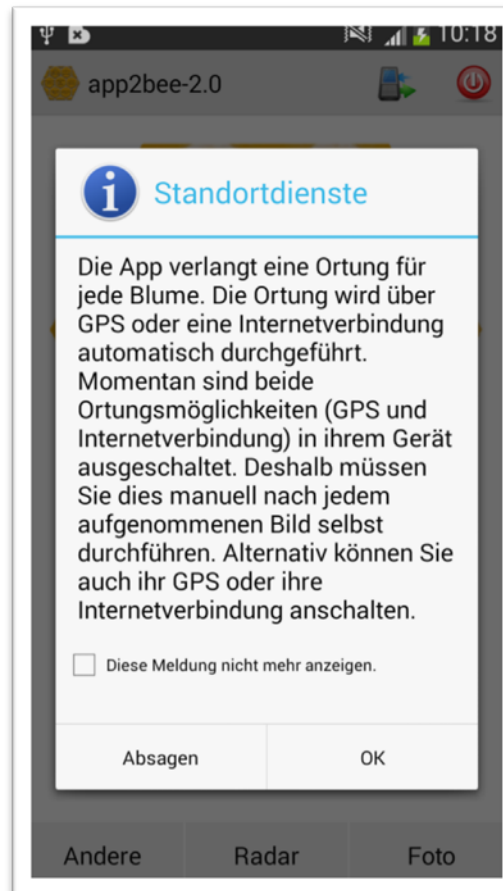 10:18
app2bee-2.0
Standortdienste
Die App verlangt eine Ortung für
jede Blume. Die Ortung wird über
GPS oder eine Internetverbindung
automatisch durchgeführt.
Momentan sind beide
Ortungsmöglichkeiten (GPS und
Internetverbindung) in ihrem Gerät
ausgeschaltet. Deshalb müssen
Sie dies manuell nach jedem
aufgenommenen Bild selbst
durchführen. Alternativ können Sie
auch ihr GPS oder ihre
Internetverbindung anschalten.
Diese Meldung nicht mehr anzeigen.
Absagen OK
Andere Radar Foto